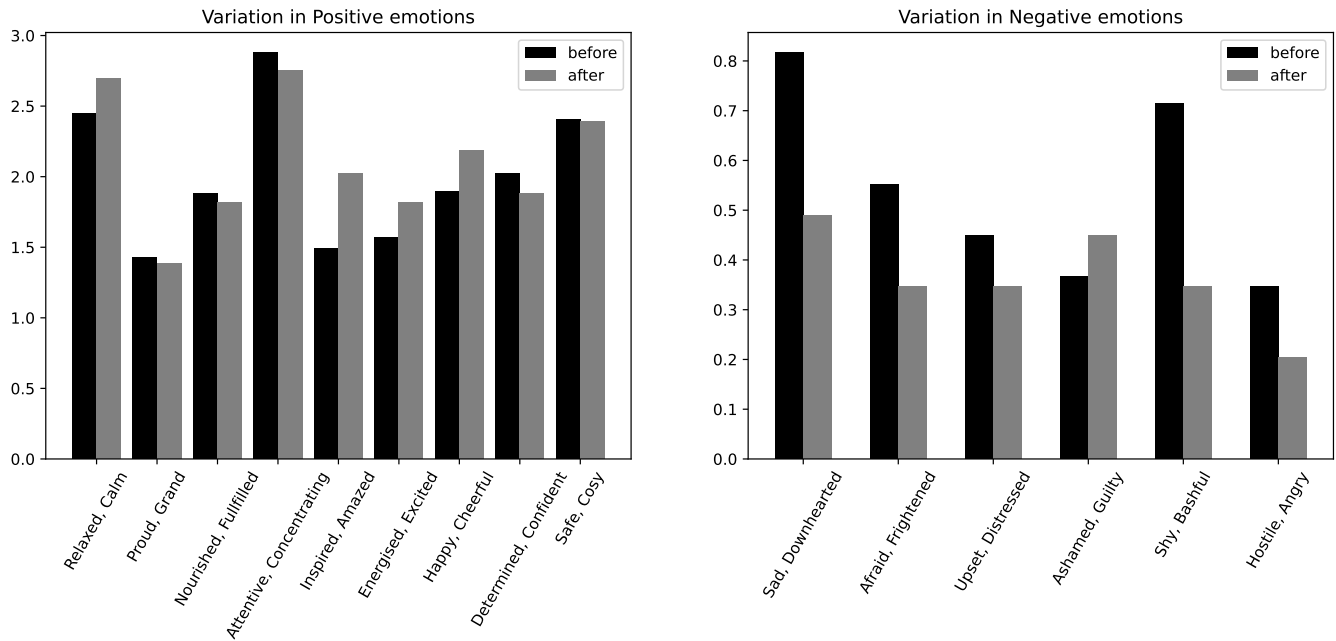 Variation in Positive emotions
before
after
3.0
2.5
2.0
1.5
1.0
0.5
0.0
Relaxed, Calm
Proud, Grand
Nourished, Fullfilled
Attentive, Concentrating
Inspired, Amazed
Energised, Excited
Happy, Cheerful
Determined, Confident
Safe, Cosy
Variation in Negative emotions
before
after
0.8
0.7
0.6
0.5
0.4
0.3
0.2
0.1
0.0
Sad, Downhearted
Afraid, Frightened
Upset, Distressed
Ashamed, Guilty
Shy, Bashful
Hostile, Angry